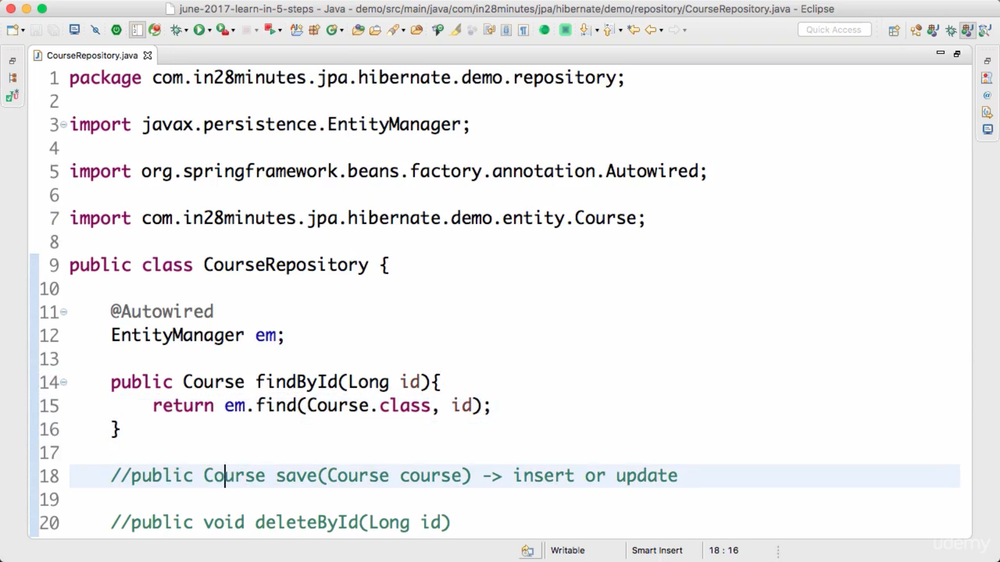 june-2017-learn-in-5-steps - Java - demo/src/main/java/com/in28minutes/jpa/hibernate/demo/repository/CourseRepository.java - Eclipse
Quick Access
CourseRepository.java
1 package com.in28minutes.jpa.hibernate.demo.repository;
2
3 import javax.persistence.EntityManager;
4
5 import org.springframework.beans.factory.annotation.Autowired;
6
7 import com.in28minutes.jpa.hibernate.demo.entity.Course;
8
9 public class CourseRepository {
10
11 @Autowired
12 EntityManager em;
13
14 public Course findById(Long id){
15 return em.find(Course.class, id);
16 }
17
18 //public Course save(Course course) -> insert or update
19
20 //public void deleteById(Long id)
Writable Smart Insert 18 : 16
udemy